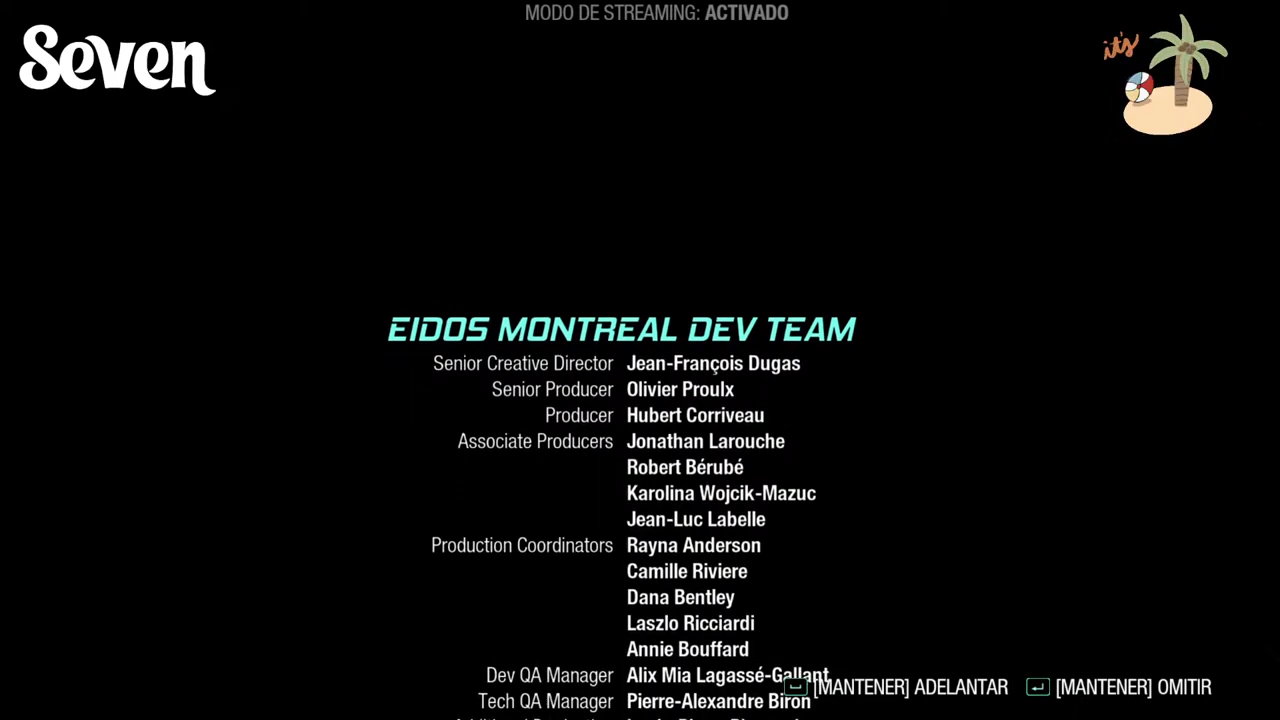 MODO DE STREAMING: ACTIVADO
Seven
it's
EIDOS MONTREAL DEV TEAM
Senior Creative Director Jean-François Dugas
Senior Producer Olivier Proulx
Producer Hubert Corriveau
Associate Producers Jonathan Larouche
Robert Bérubé
Karolina Wojcik-Mazuc
Jean-Luc Labelle
Production Coordinators Rayna Anderson
Camille Riviere
Dana Bentley
Laszlo Ricciardi
Annie Bouffard
Dev QA Manager Alix Mia Lagassé-Gallant
Tech QA Manager Pierre-Alexandre Biron
[MANTENER] ADELANTAR [MANTENER] OMITIR